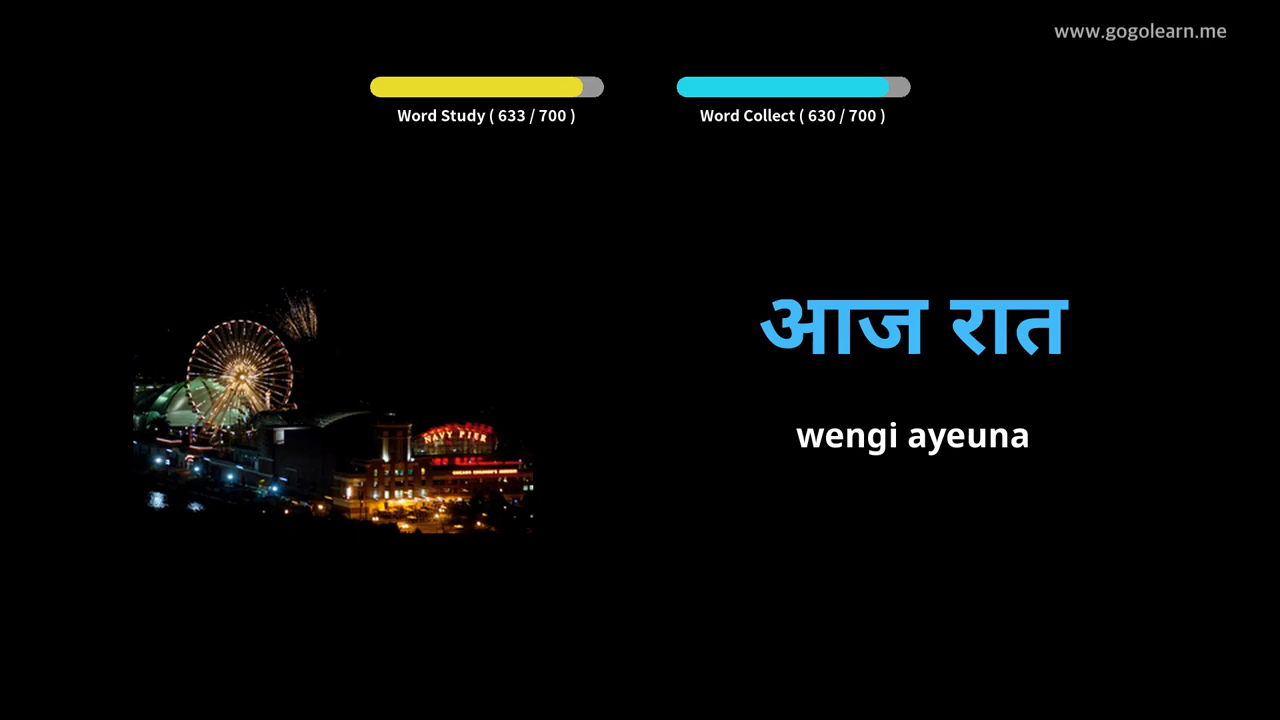 www.gogolearn.me
Word Study ( 633 / 700 )
Word Collect ( 630 / 700 )
आज रात
wengi ayeuna
NAVY PIER